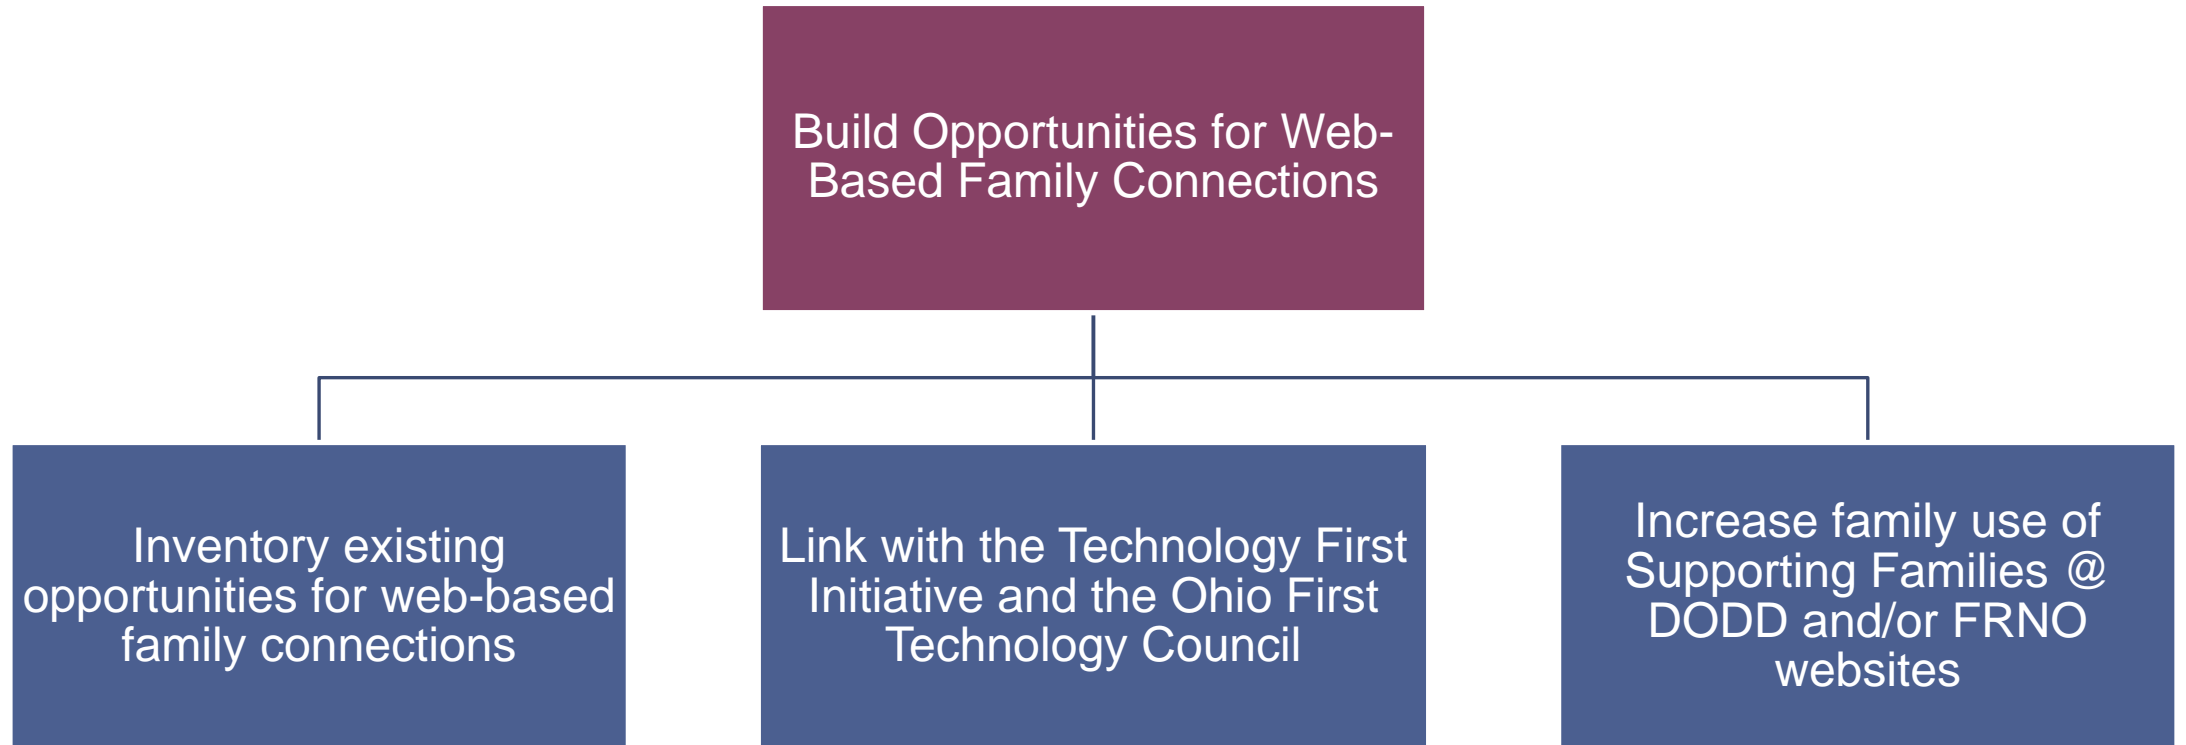 Build Opportunities for Web-
Based Family Connections
Inventory existing
opportunities for web-based
family connections
Link with the Technology First
Initiative and the Ohio First
Technology Council
Increase family use of
Supporting Families @
DODD and/or FRNO
websites